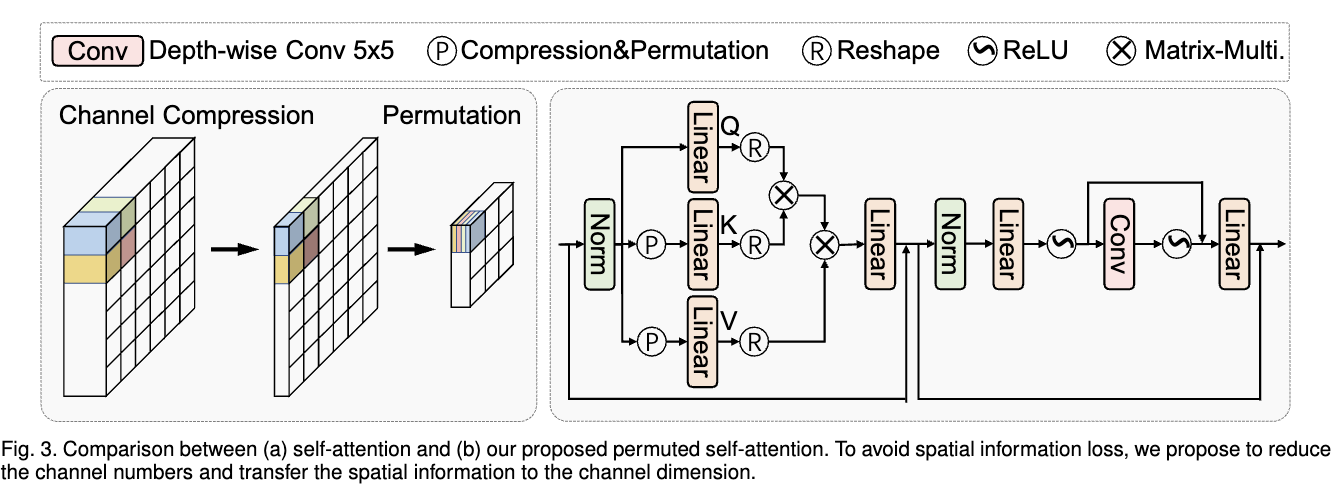 Conv Depth-wise Conv 5x5 P Compression&Permutation R Reshape ReLU Matrix-Multi.
Channel Compression Permutation
Norm
P
P
Linear
Q
R
Linear
K
R
Linear
V
R
Linear
Norm
Linear
Conv
Linear
Fig. 3. Comparison between (a) self-attention and (b) our proposed permuted self-attention. To avoid spatial information loss, we propose to reduce
the channel numbers and transfer the spatial information to the channel dimension.